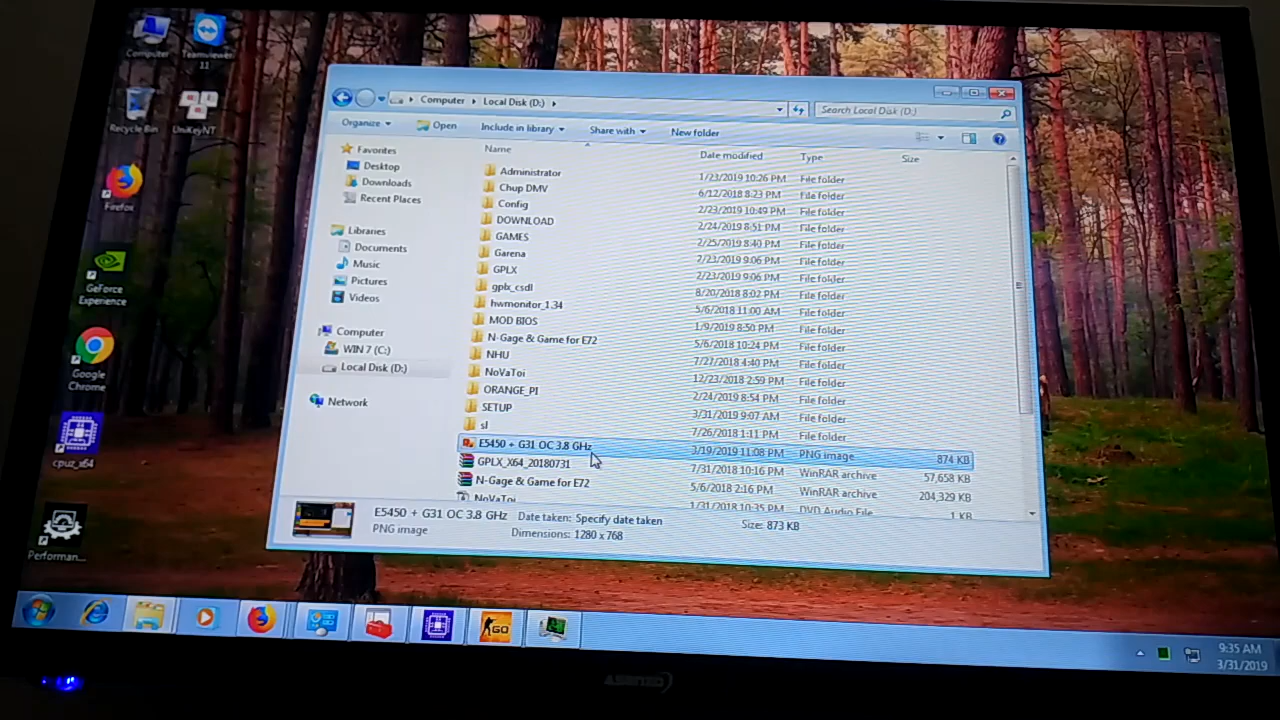 Computer
Teamviewer
11
Recycle Bin
UniKeyNT
Firefox
GeForce
Experience
Google
Chrome
cpuz_x64
Performan...
Computer
Local Disk (D:)
Search Local Disk (D:)
Organize
Open
Include in library
Share with
New folder
Favorites
Desktop
Downloads
Recent Places
Libraries
Documents
Music
Pictures
Videos
Computer
WIN 7 (C:)
Local Disk (D:)
Network
Name Date modified Type Size
Administrator 1/23/2019 10:26 PM File folder
Chup DMV 6/12/2018 8:23 PM File folder
Config 2/23/2019 10:49 PM File folder
DOWNLOAD 2/24/2019 8:51 PM File folder
GAMES 2/25/2019 8:40 PM File folder
Garena 2/23/2019 9:06 PM File folder
GPLX 2/23/2019 9:06 PM File folder
gplx_csdl 8/20/2018 8:02 PM File folder
hwmonitor_1.34 5/6/2018 11:00 AM File folder
MOD BIOS 1/9/2019 8:50 PM File folder
N-Gage & Game for E72 5/6/2018 10:24 PM File folder
NHU 7/27/2018 4:40 PM File folder
NoVaToi 12/23/2018 2:59 PM File folder
ORANGE_PI 2/24/2019 8:54 PM File folder
SETUP 3/31/2019 9:07 AM File folder
sl 7/26/2018 1:11 PM File folder
E5450 + G31 OC 3.8 GHz 3/19/2019 11:08 PM PNG image 874 KB
GPLX_X64_20180731 7/31/2018 10:16 PM WinRAR archive 57,658 KB
N-Gage & Game for E72 5/6/2018 2:16 PM WinRAR archive 204,329 KB
NoVaToi 1/31/2018 10:35 PM DVD Audio File 1 KB
E5450 + G31 OC 3.8 GHz Date taken: Specify date taken Size: 873 KB
PNG image Dimensions: 1280 x 768
GO
9:35 AM
3/31/2019